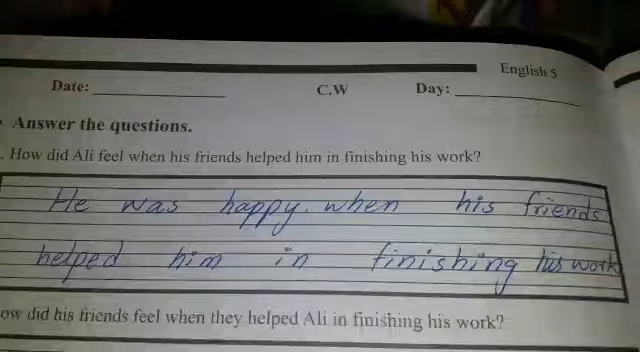 English 5
Date: C.W Day:
Answer the questions.
. How did Ali feel when his friends helped him in finishing his work?
He was happy. when his friends
helped him in finishing his work
ow did his friends feel when they helped Ali in finishing his work?